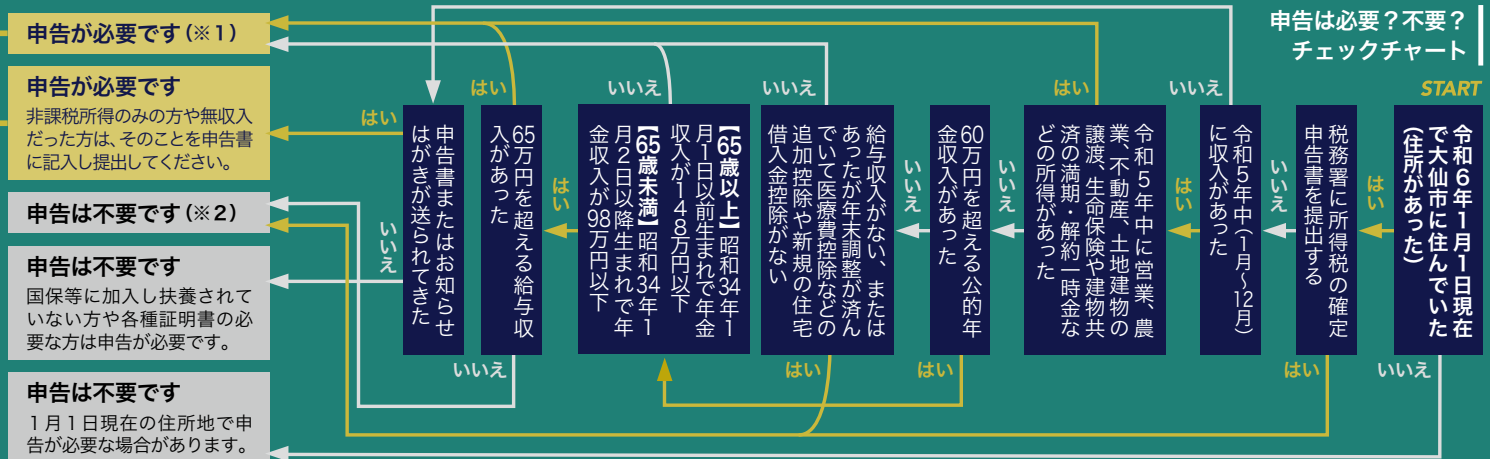 申告は必要？不要？
チェックチャート
START
令和６年１月１日現在
で大仙市に住んでいた
（住所があった）
はい
いいえ
税務署に所得税の確定
申告書を提出する
いいえ
はい
令和５年中（１月～12月）
に収入があった
いいえ
はい
令和５年中に営業、農
業、不動産、土地建物の
譲渡、生命保険や建物共
済の満期・解約一時金な
どの所得があった
はい
いいえ
60万円を超える公的年
金収入があった
いいえ
はい
給与収入がない、または
あったが年末調整が済ん
でいて医療費控除などの
追加控除や新規の住宅
借入金控除がない
いいえ
はい
【65歳以上】昭和34年１
月１日以前生まれで年金
収入が１４８万円以下
【65歳未満】昭和34年１
月２日以降生まれで年
金収入が98万円以下
いいえ
はい
65万円を超える給与収
入があった
はい
いいえ
申告書またはお知らせ
はがきが送られてきた
はい
いいえ
申告が必要です（※１）
申告が必要です
非課税所得のみの方や無収入
だった方は、そのことを申告書
に記入し提出してください。
申告は不要です（※２）
申告は不要です
国保等に加入し扶養されて
いない方や各種証明書の必
要な方は申告が必要です。
申告は不要です
１月１日現在の住所地で申
告が必要な場合があります。